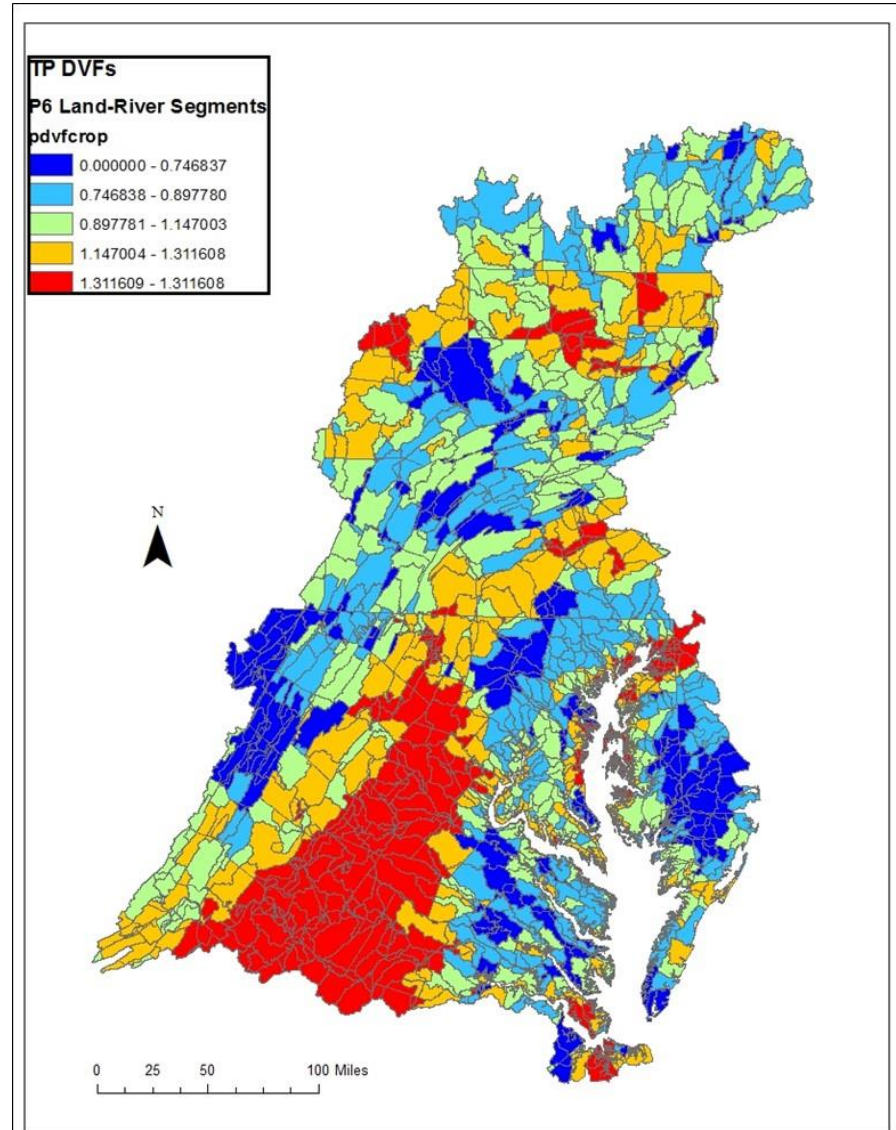 TP DVFs
P6 Land-River Segments
pdvfcrop
0.000000 - 0.746837
0.746838 - 0.897780
0.897781 - 1.147003
1.147004 - 1.311608
1.311609 - 1.311608
N
0 25 50 100 Miles